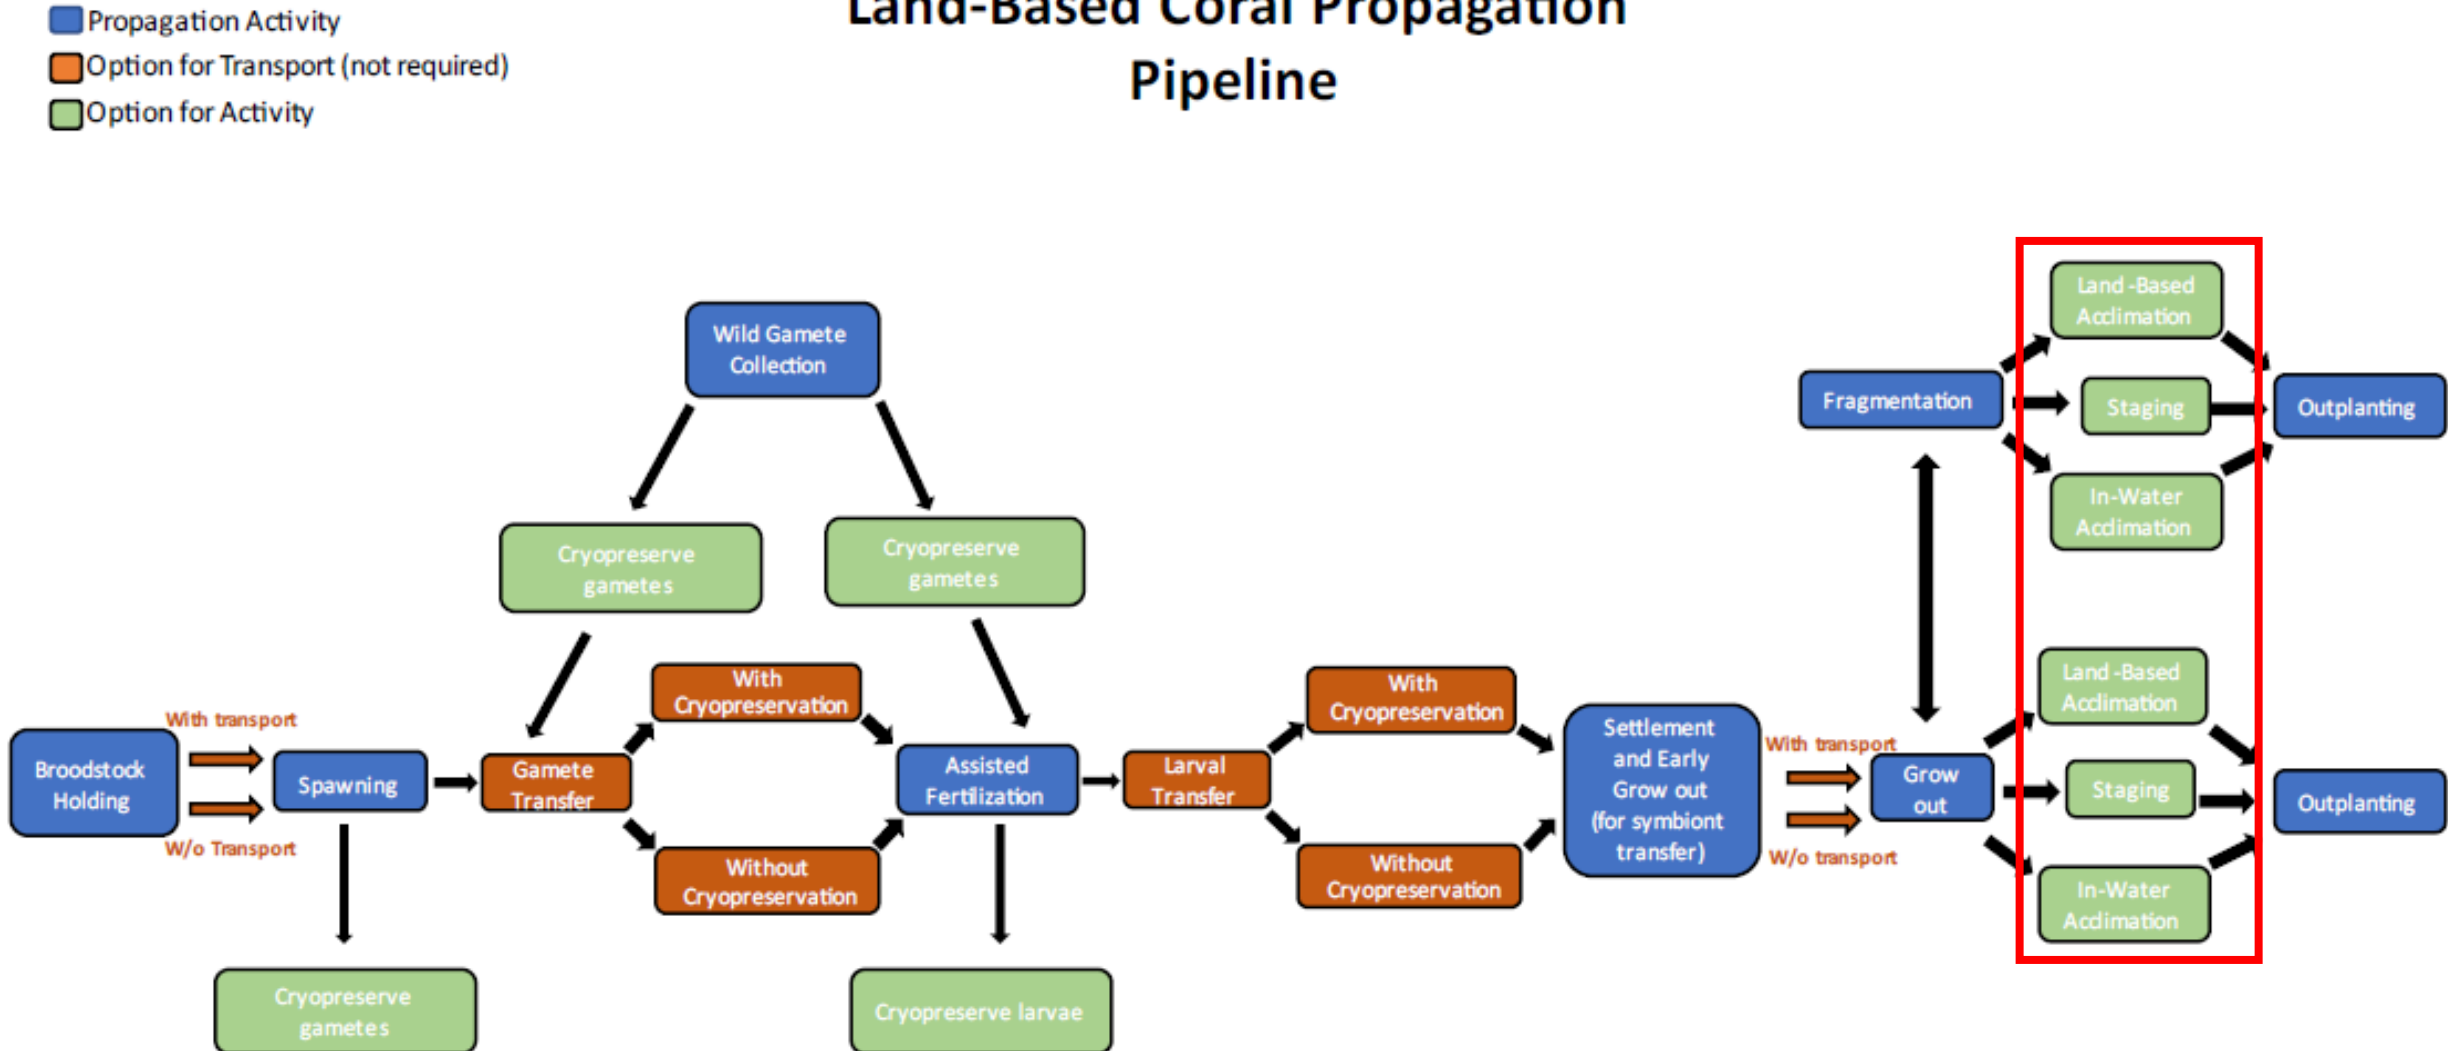 Land-Based Coral Propagation
Pipeline
Propagation Activity
Option for Transport (not required)
Option for Activity
Wild Gamete
Collection
Cryopreserve
gametes
Cryopreserve
gametes
Broodstock
Holding
With transport
W/o Transport
Spawning
Cryopreserve
gametes
Gamete
Transfer
With
Cryopreservation
Without
Cryopreservation
Assisted
Fertilization
Cryopreserve larvae
Larval
Transfer
With
Cryopreservation
Without
Cryopreservation
Settlement
and Early
Grow out
(for symbiont
transfer)
With transport
W/o transport
Grow
out
Fragmentation
Land -Based
Acclimation
Staging
In-Water
Acclimation
Outplanting
Land -Based
Acclimation
Staging
In-Water
Acclimation
Outplanting